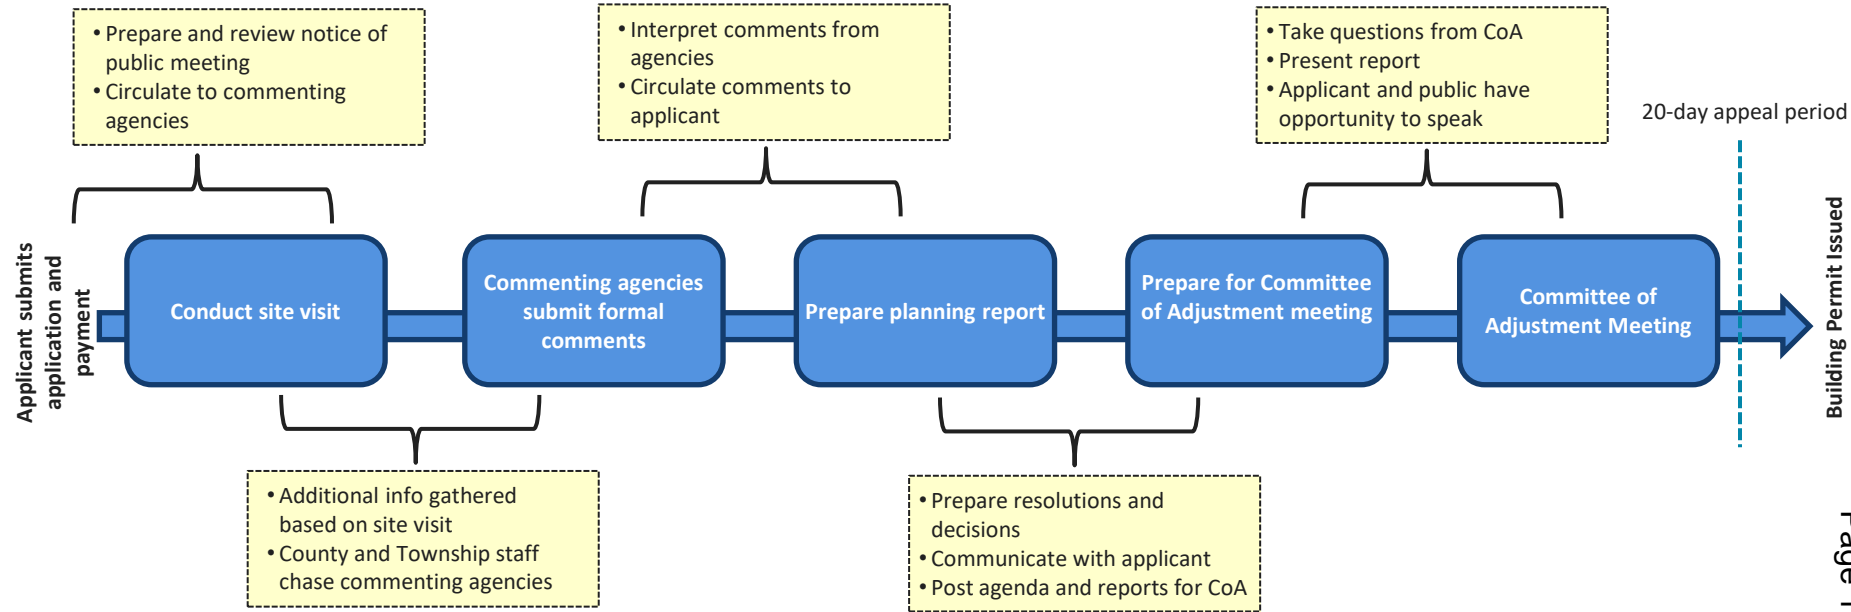 • Prepare and review notice of
public meeting
• Circulate to commenting
agencies
• Interpret comments from
agencies
• Circulate comments to
applicant
• Take questions from CoA
• Present report
• Applicant and public have
opportunity to speak
20-day appeal period
Applicant submits
application and
payment
Conduct site visit
Commenting agencies
submit formal
comments
Prepare planning report
Prepare for Committee
of Adjustment meeting
Committee of
Adjustment Meeting
Building Permit Issued
• Additional info gathered
based on site visit
• County and Township staff
chase commenting agencies
• Prepare resolutions and
decisions
• Communicate with applicant
• Post agenda and reports for CoA
Page